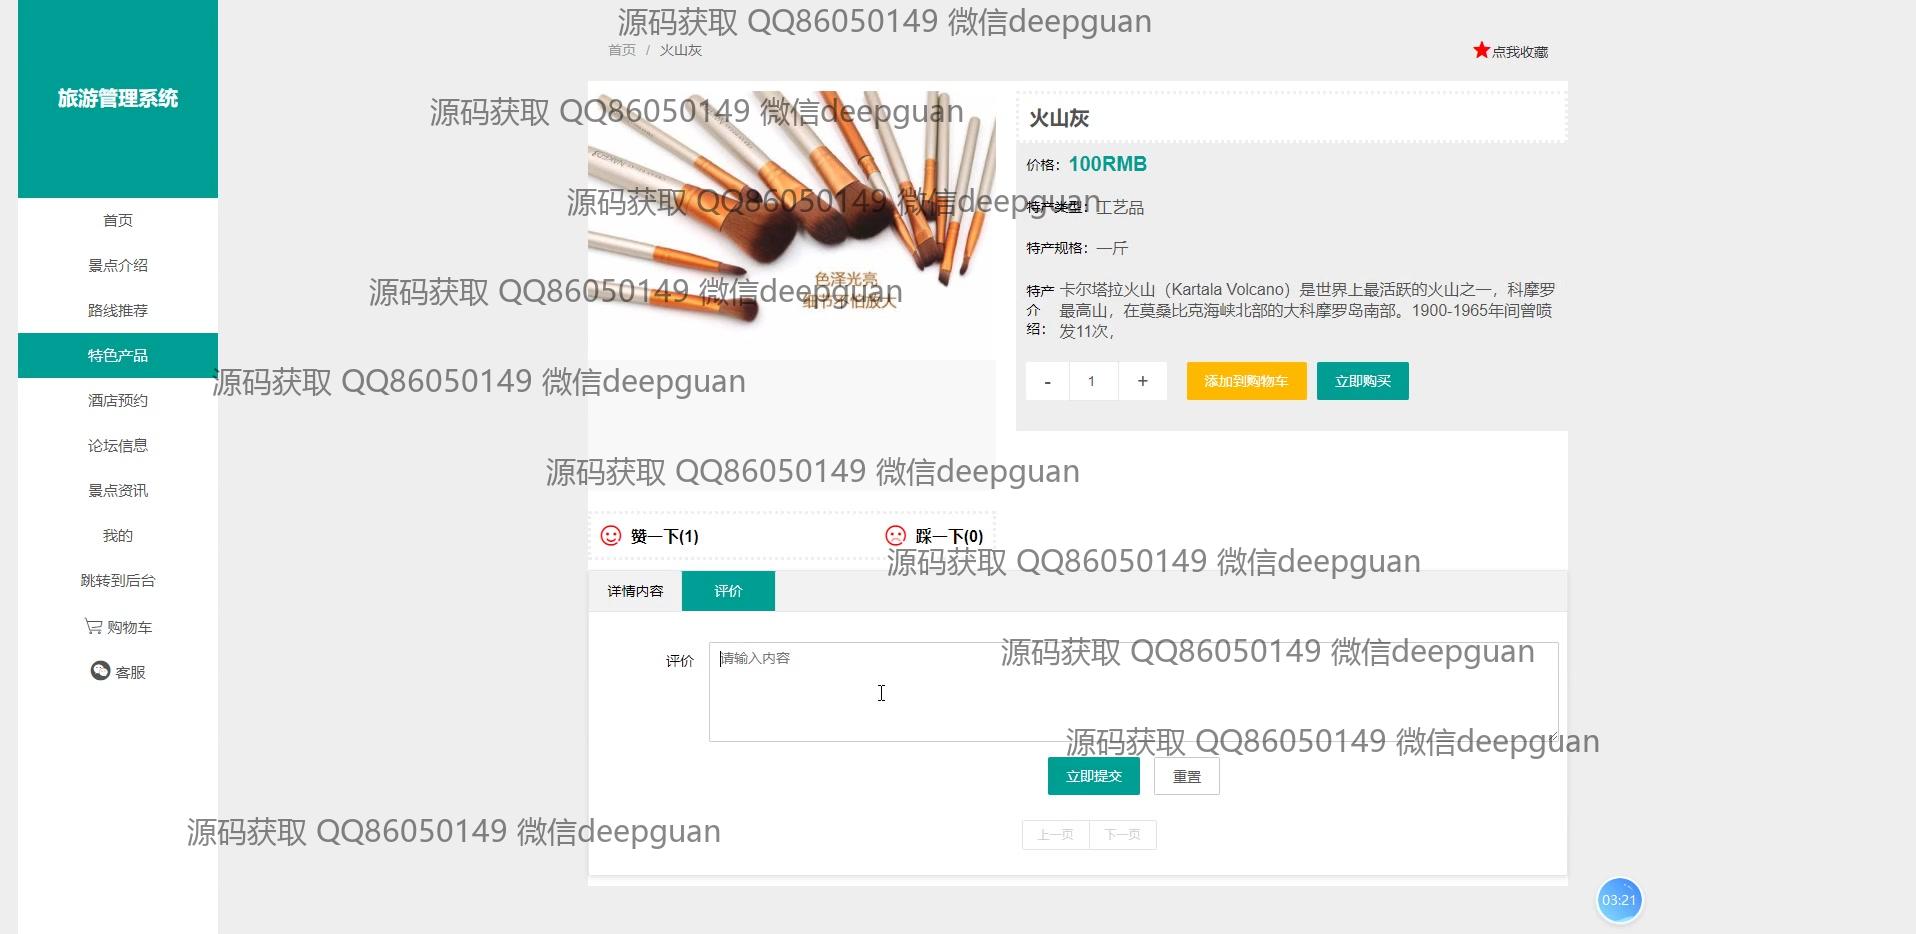 源码获取 QQ86050149 微信deepguan
首页 / 火山灰
点我收藏
旅游管理系统
源码获取 QQ86050149 微信deepguan
火山灰
价格：100RMB
源码获取 QQ86050149 微信deepguan
特产类型：工艺品
首页
特产规格：一斤
景点介绍
色泽光亮
细节不怕放大
源码获取 QQ86050149 微信deepguan
特产介绍：
卡尔塔拉火山（Kartala Volcano）是世界上最活跃的火山之一，科摩罗
最高山，在莫桑比克海峡北部的大科摩罗岛南部。1900-1965年间曾喷
发11次，
路线推荐
特色产品
源码获取 QQ86050149 微信deepguan
- 1 + 添加到购物车 立即购买
酒店预约
论坛信息
源码获取 QQ86050149 微信deepguan
景点资讯
我的
赞一下(1) 踩一下(0)
源码获取 QQ86050149 微信deepguan
跳转到后台
详情内容 评价
购物车
源码获取 QQ86050149 微信deepguan
评价 请输入内容
客服
源码获取 QQ86050149 微信deepguan
立即提交 重置
源码获取 QQ86050149 微信deepguan
上一页 下一页
03:21